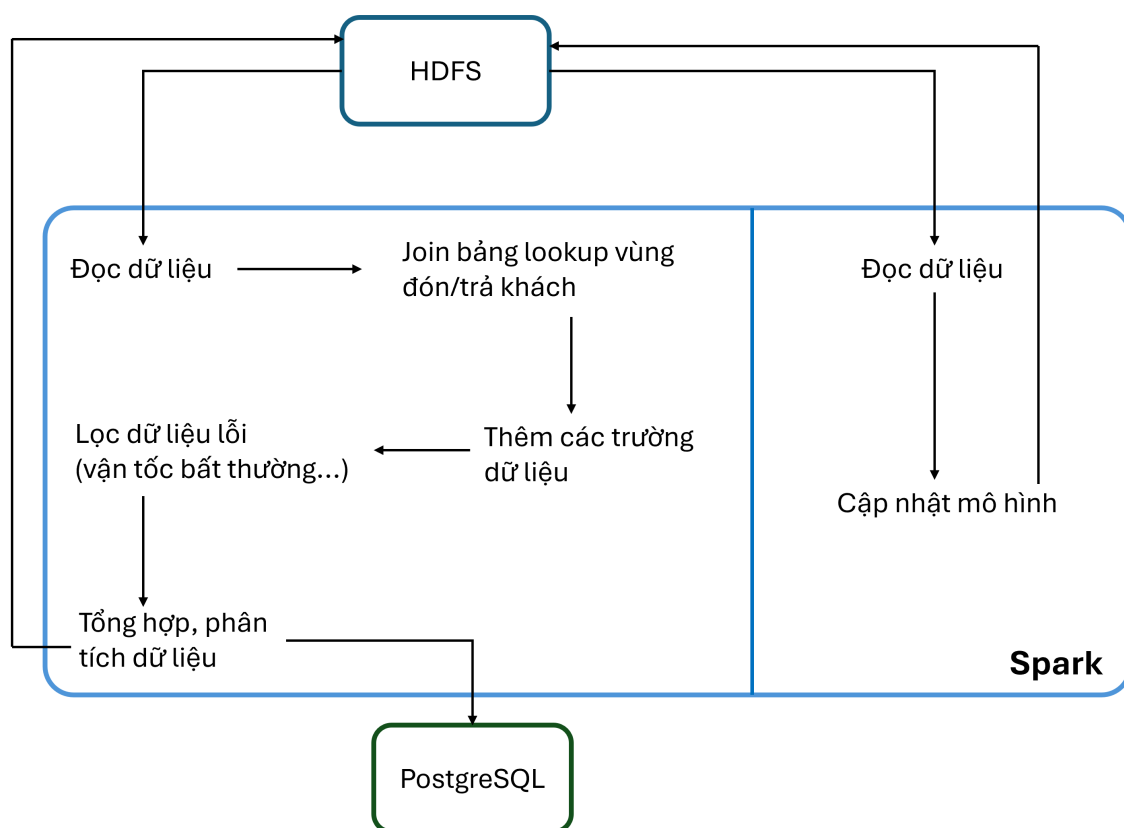 HDFS
Đọc dữ liệu
Join bảng lookup vùng
đón/trả khách
Đọc dữ liệu
Lọc dữ liệu lỗi
(vận tốc bất thường...)
Thêm các trường
dữ liệu
Cập nhật mô hình
Tổng hợp, phân
tích dữ liệu
Spark
PostgreSQL